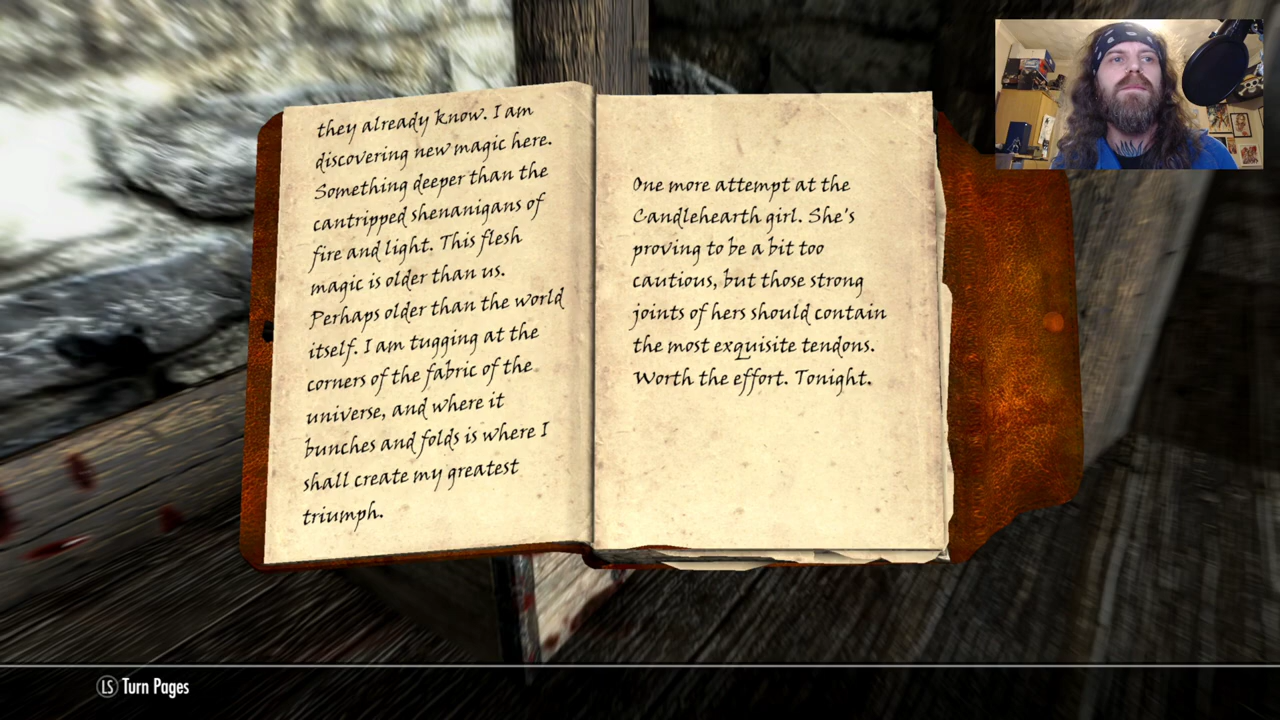 they already know. I am
discovering new magic here.
Something deeper than the
cantripped shenanigans of
fire and light. This flesh
magic is older than us.
Perhaps older than the world
itself. I am tugging at the
corners of the fabric of the
universe, and where it
bunches and folds is where I
shall create my greatest
triumph.
One more attempt at the
Candlehearth girl. She's
proving to be a bit too
cautious, but those strong
joints of hers should contain
the most exquisite tendons.
Worth the effort. Tonight.
LS Turn Pages